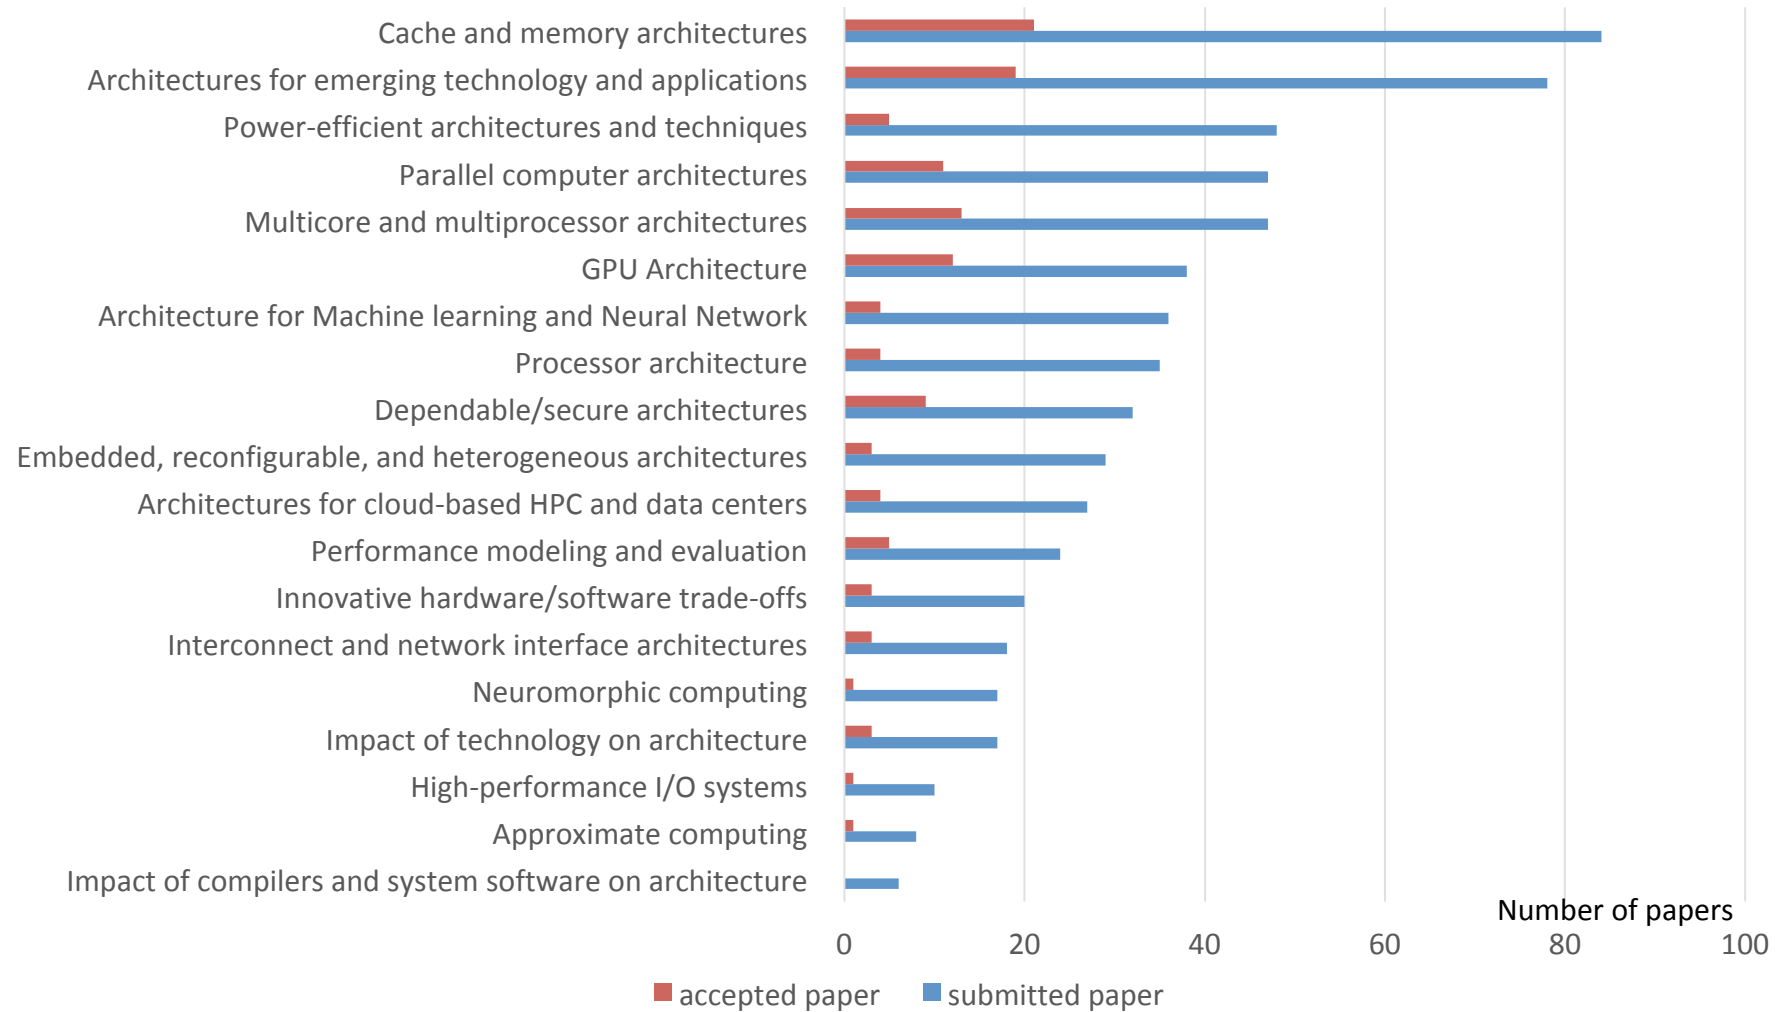 Cache and memory architectures
Architectures for emerging technology and applications
Power-efficient architectures and techniques
Parallel computer architectures
Multicore and multiprocessor architectures
GPU Architecture
Architecture for Machine learning and Neural Network
Processor architecture
Dependable/secure architectures
Embedded, reconfigurable, and heterogeneous architectures
Architectures for cloud-based HPC and data centers
Performance modeling and evaluation
Innovative hardware/software trade-offs
Interconnect and network interface architectures
Neuromorphic computing
Impact of technology on architecture
High-performance I/O systems
Approximate computing
Impact of compilers and system software on architecture
Number of papers
0 20 40 60 80 100
accepted paper submitted paper